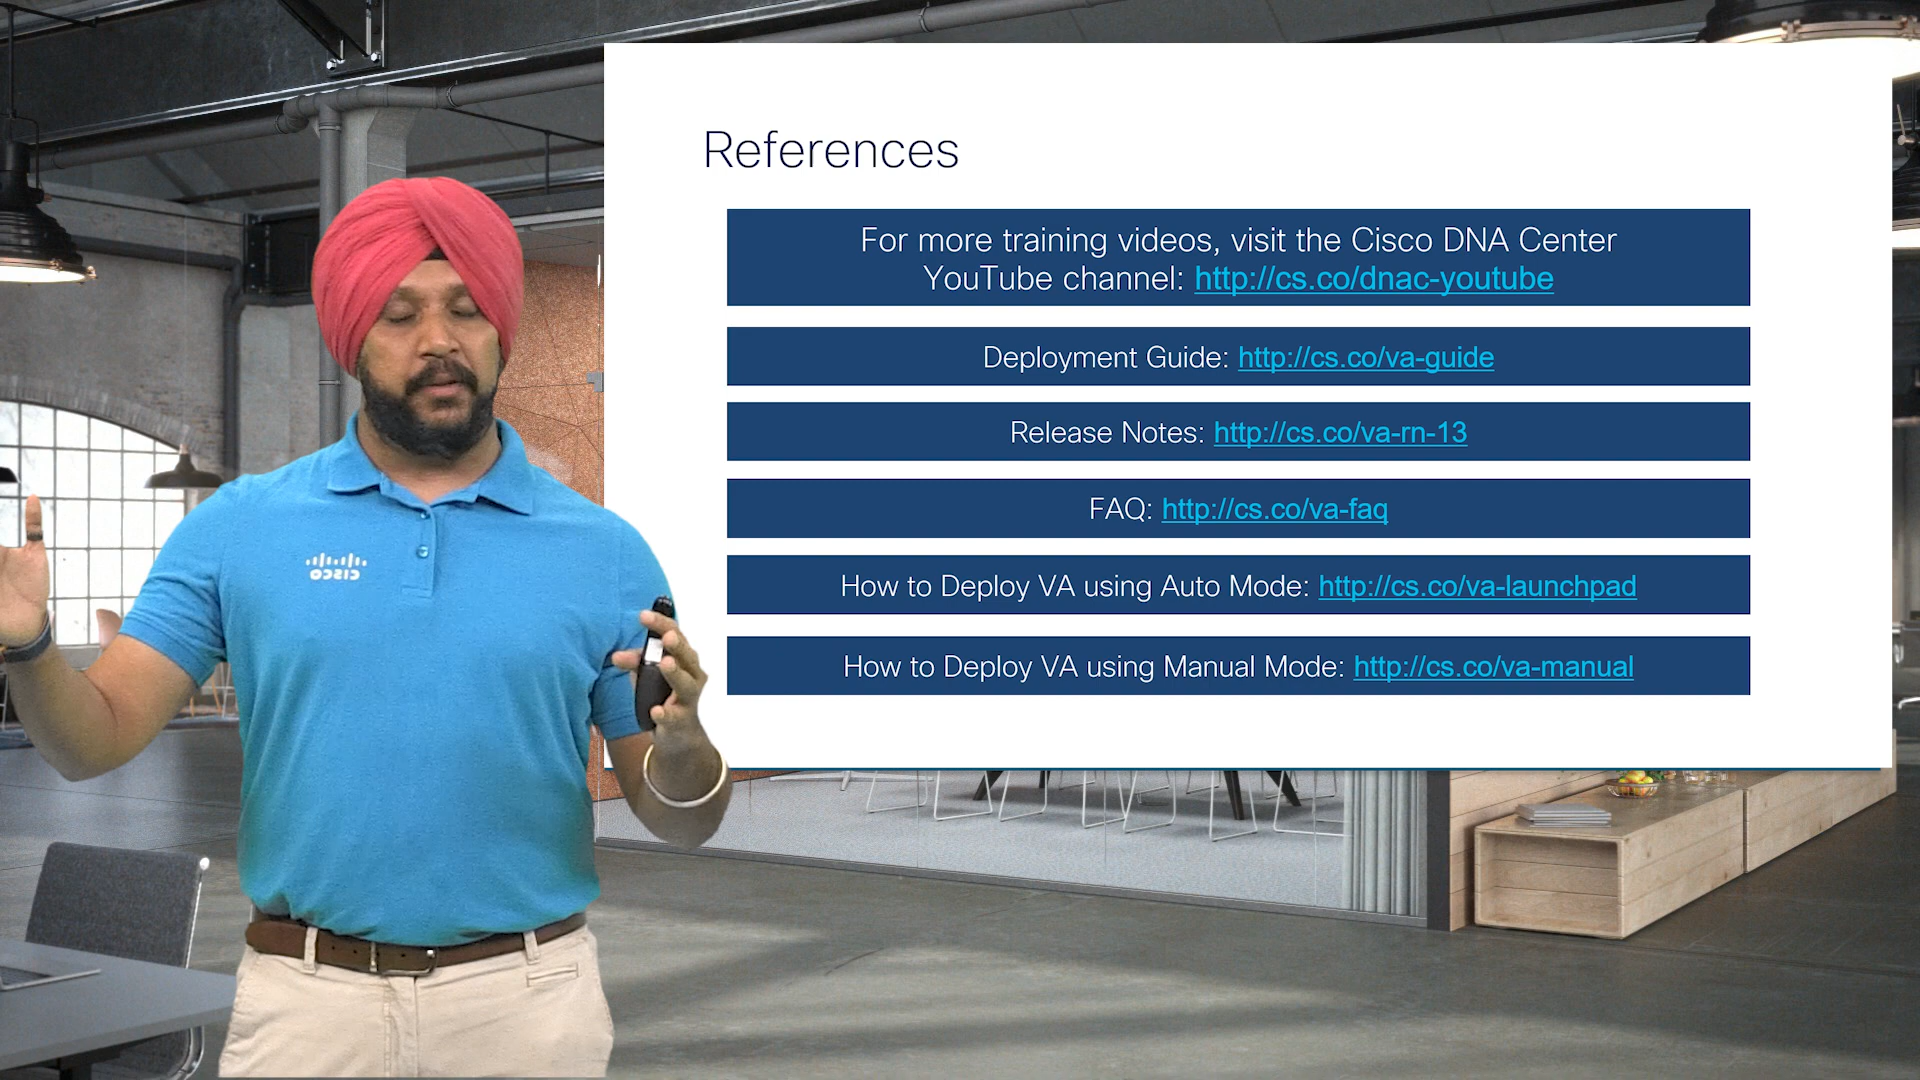 References
For more training videos, visit the Cisco DNA Center
YouTube channel: http://cs.co/dnac-youtube
Deployment Guide: http://cs.co/va-guide
Release Notes: http://cs.co/va-rn-13
FAQ: http://cs.co/va-faq
How to Deploy VA using Auto Mode: http://cs.co/va-launchpad
How to Deploy VA using Manual Mode: http://cs.co/va-manual
CISCO